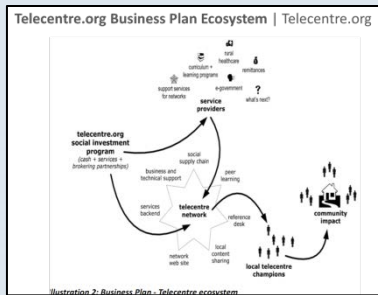 Telecentre.org Business Plan Ecosystem | Telecentre.org
rural
healthcare
curriculum +
learning programs
remittances
support services
for networks
e-government
?
what's next?
service
providers
telecentre.org
social investment
program
(cash + services +
brokering partnerships)
social
supply chain
business and
technical support
peer
learning
services
backend
telecentre
network
reference
desk
community
impact
network
web site
local
content
sharing
local telecentre
champions
Illustration 2: Business Plan - Telecentre ecosystem